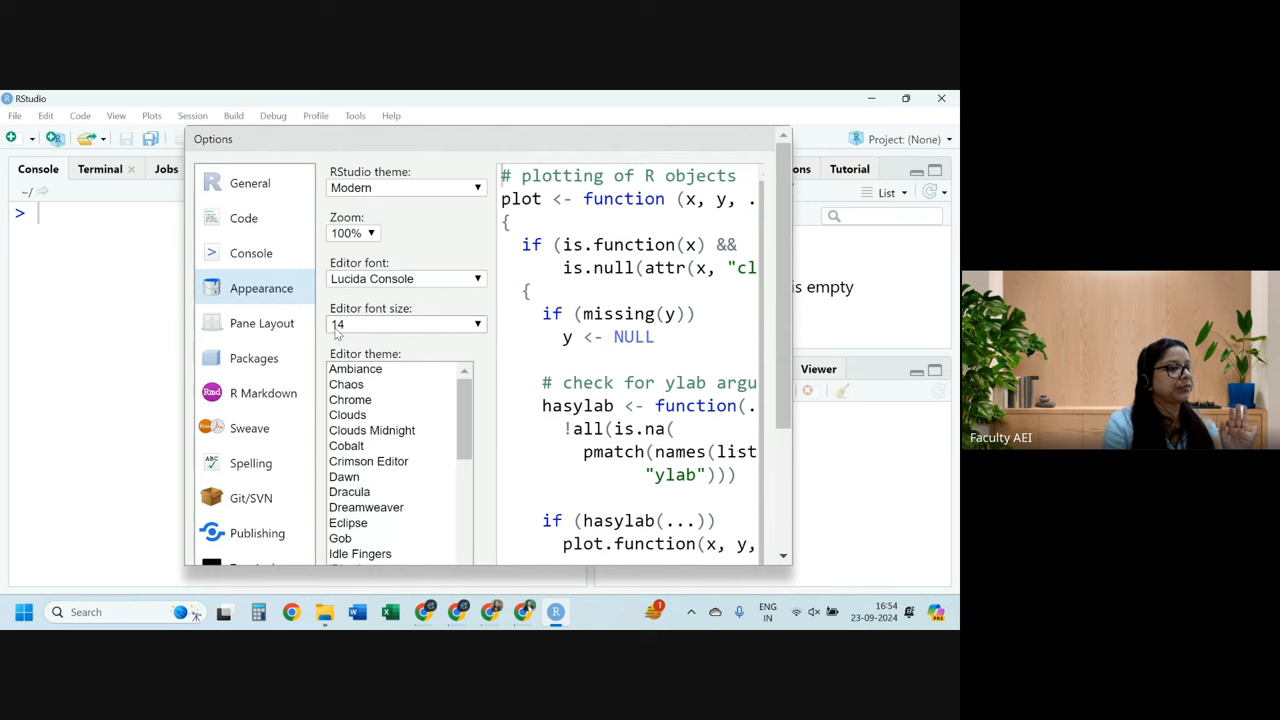 RStudio
File Edit Code View Plots Session Build Debug Profile Tools Help
Project: (None)
Options
Console Terminal Jobs
~/
>
General
Code
Console
Appearance
Pane Layout
Packages
R Markdown
Sweave
Spelling
Git/SVN
Publishing
RStudio theme:
Modern
Zoom:
100%
Editor font:
Lucida Console
Editor font size:
14
Editor theme:
Ambiance
Chaos
Chrome
Clouds
Clouds Midnight
Cobalt
Crimson Editor
Dawn
Dracula
Dreamweaver
Eclipse
Gob
Idle Fingers
# plotting of R objects
plot <- function (x, y, .
{
if (is.function(x) &&
is.null(attr(x, "cl
{
if (missing(y))
y <- NULL
# check for ylab argu
hasylab <- function(.
!all(is.na(
pmatch(names(list
"ylab")))
if (hasylab(...))
plot.function(x, y,
ons Tutorial
List
is empty
Viewer
Faculty AEI
Search
ENG
IN
16:54
23-09-2024